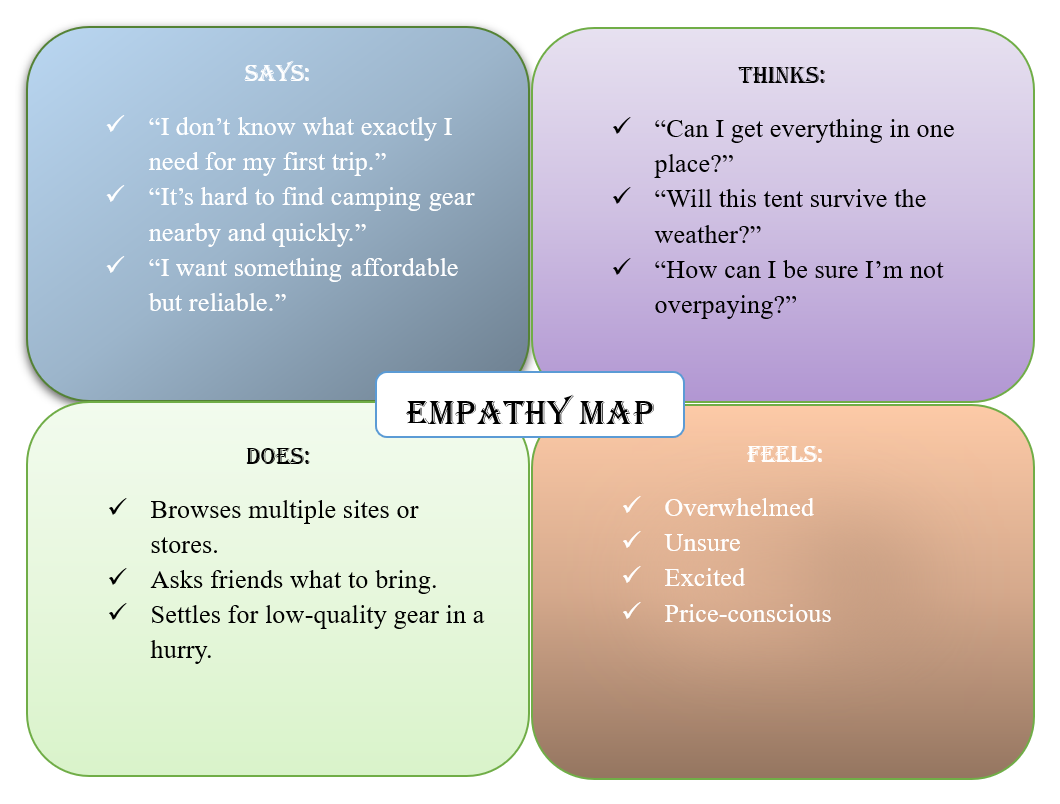 SAYS:
✓ “I don’t know what exactly I
need for my first trip.”
✓ “It’s hard to find camping gear
nearby and quickly.”
✓ “I want something affordable
but reliable.”
THINKS:
✓ “Can I get everything in one
place?”
✓ “Will this tent survive the
weather?”
✓ “How can I be sure I’m not
overpaying?”
EMPATHY MAP
DOES:
✓ Browses multiple sites or
stores.
✓ Asks friends what to bring.
✓ Settles for low-quality gear in a
hurry.
FEELS:
✓ Overwhelmed
✓ Unsure
✓ Excited
✓ Price-conscious